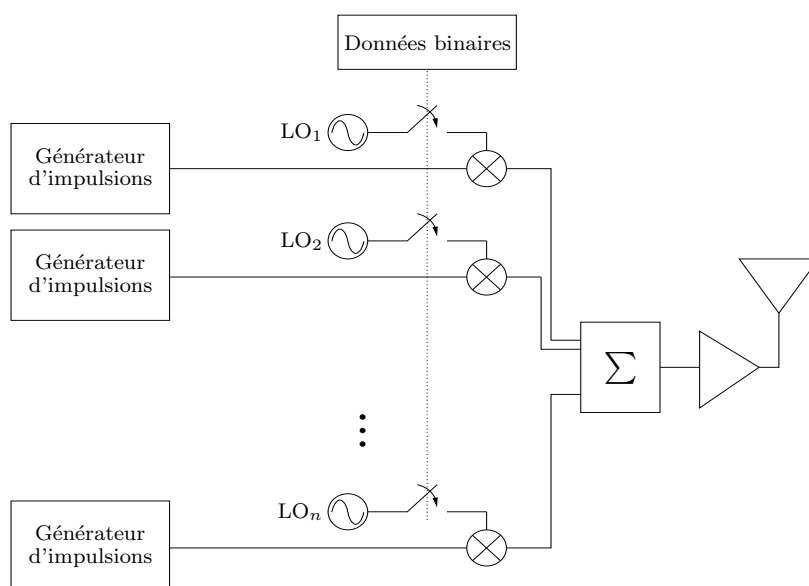 Données binaires
LO₁
Générateur
d'impulsions
LO₂
Générateur
d'impulsions
∑
LOₙ
Générateur
d'impulsions